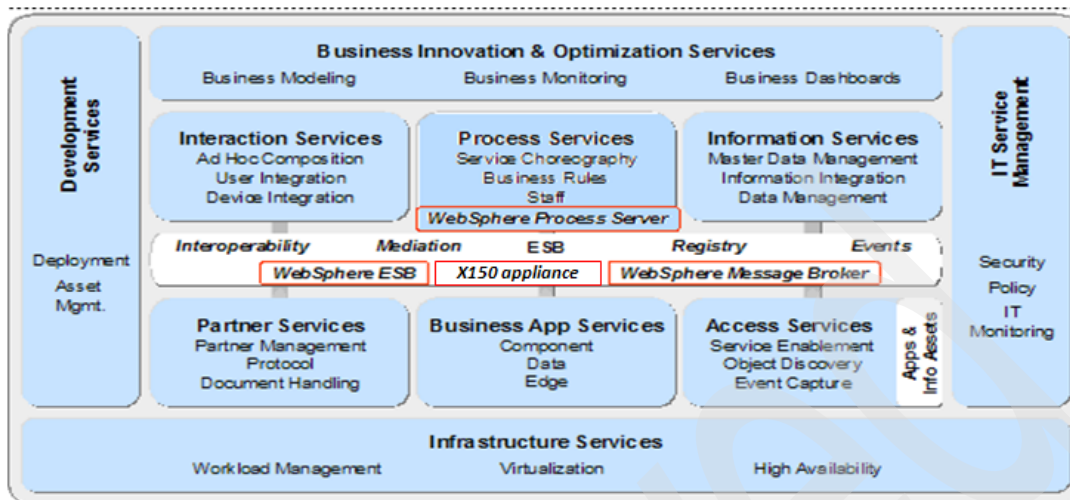 Development
Services
Deployment
Asset
Mgmt.
Business Innovation & Optimization Services
Business Modeling Business Monitoring Business Dashboards
Interaction Services
Ad Hoc Composition
User Integration
Device Integration
Process Services
Service Choreography
Business Rules
Staff
WebSphere Process Server
Information Services
Master Data Management
Information Integration
Data Management
Interoperability Mediation ESB Registry Events
WebSphere ESB X150 appliance WebSphere Message Broker
Partner Services
Partner Management
Protocol
Document Handling
Business App Services
Component
Data
Edge
Access Services
Service Enablement
Object Discovery
Event Capture
Apps &
Info Assets
IT Service
Management
Security
Policy
IT
Monitoring
Infrastructure Services
Workload Management Virtualization High Availability